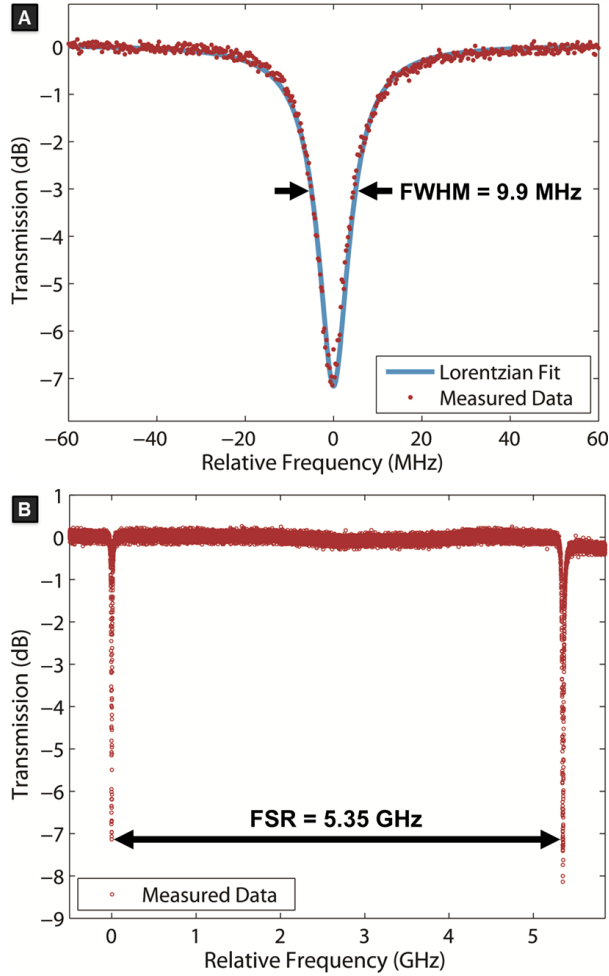 A
0
−1
−2
−3
−4
−5
−6
−7
Transmission (dB)
FWHM = 9.9 MHz
Lorentzian Fit
Measured Data
−60 −40 −20 0 20 40 60
Relative Frequency (MHz)
B
1
0
−1
−2
−3
−4
−5
−6
−7
−8
−9
Transmission (dB)
FSR = 5.35 GHz
Measured Data
0 1 2 3 4 5
Relative Frequency (GHz)